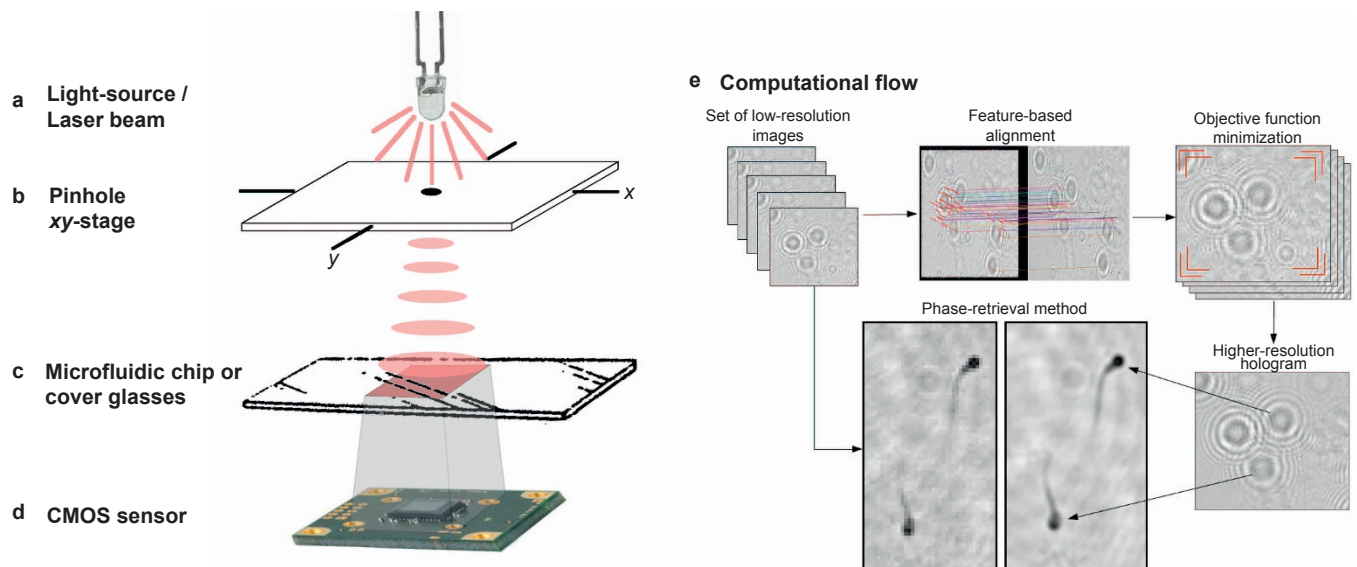 a Light-source /
Laser beam
b Pinhole
xy-stage
x
y
c Microfluidic chip or
cover glasses
d CMOS sensor
e Computational flow
Set of low-resolution
images
Feature-based
alignment
Objective function
minimization
Phase-retrieval method
Higher-resolution
hologram